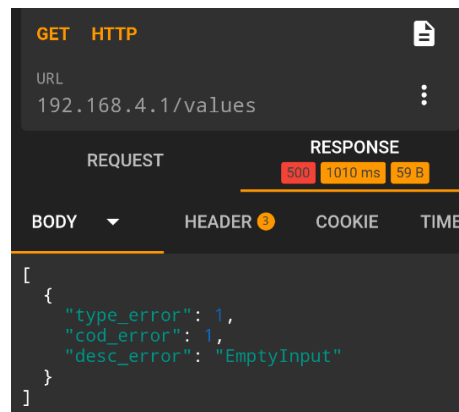 GET HTTP
URL
192.168.4.1/values
REQUEST
RESPONSE
500 1010 ms 59 B
BODY HEADER 3 COOKIE TIME
[
{
"type_error": 1,
"cod_error": 1,
"desc_error": "EmptyInput"
}
]